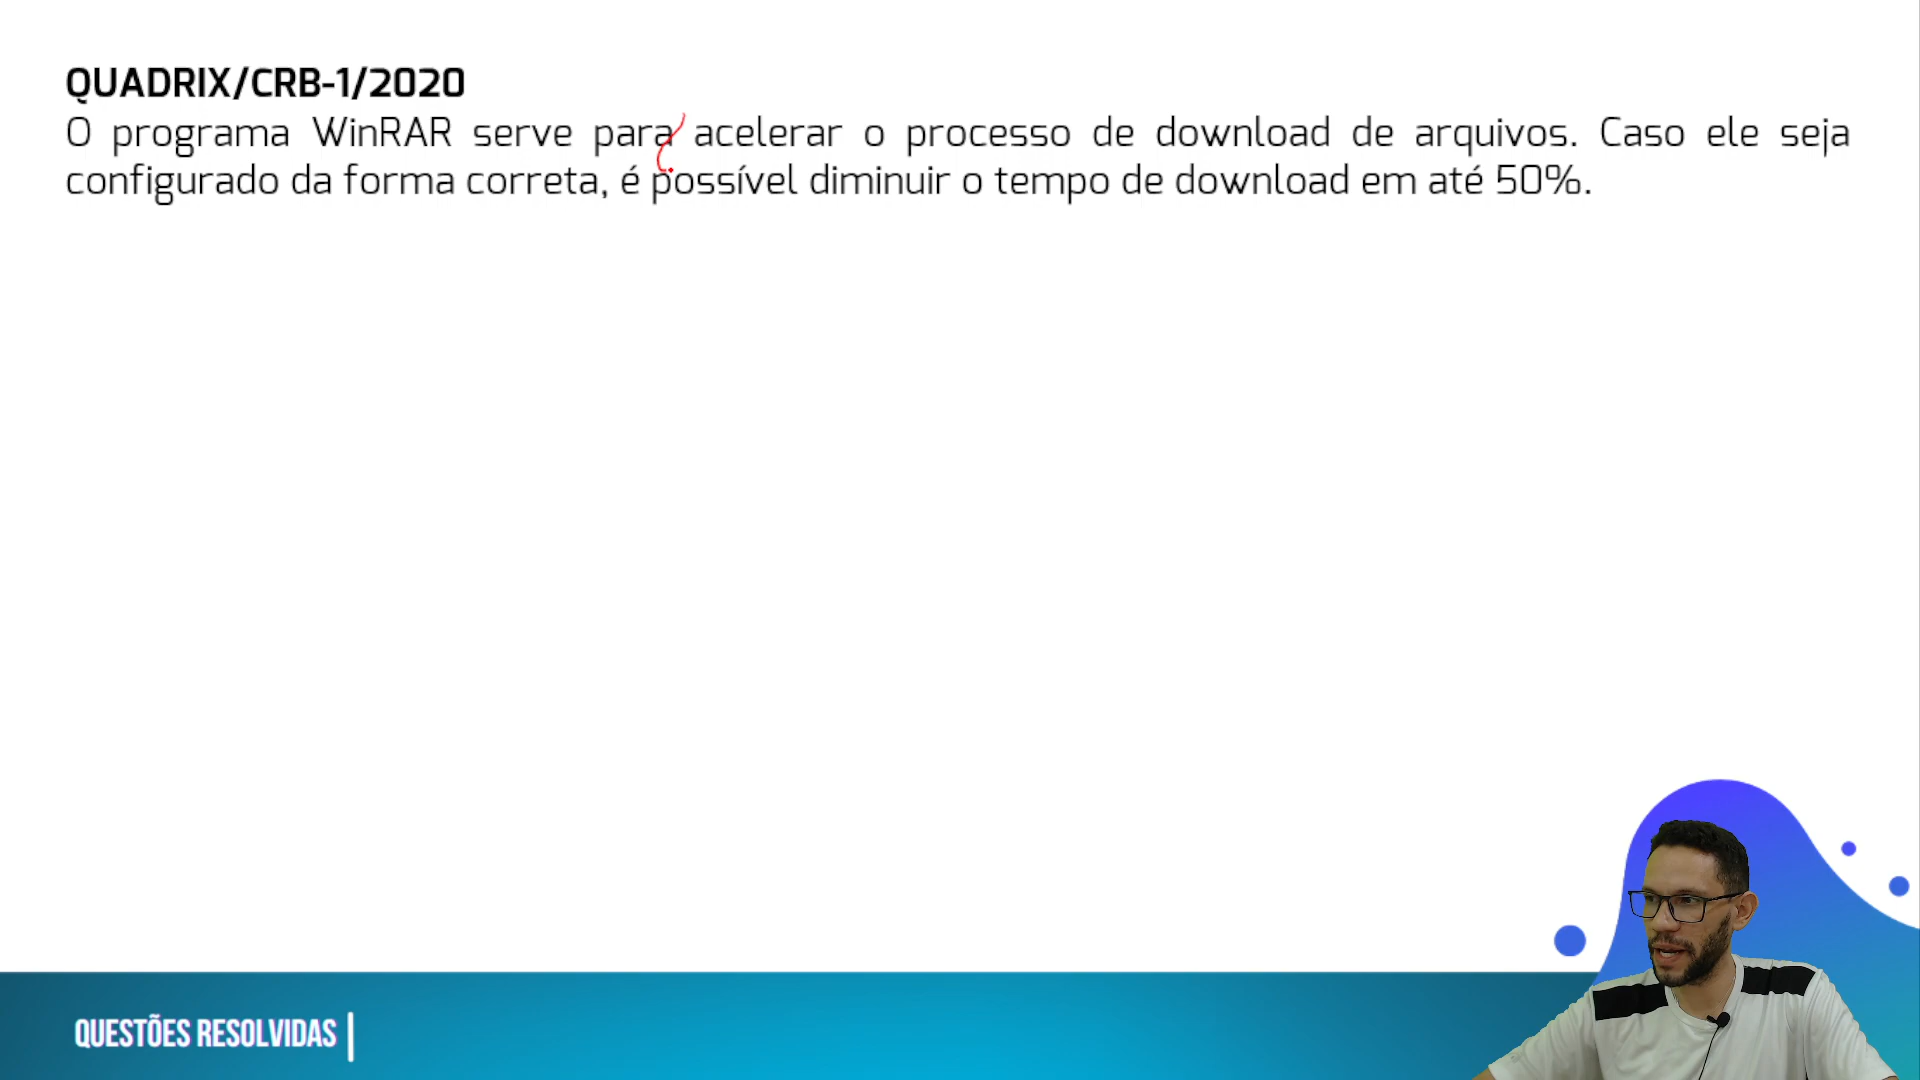 QUADRIX/CRB-1/2020
O programa WinRAR serve para acelerar o processo de download de arquivos. Caso ele seja
configurado da forma correta, é possível diminuir o tempo de download em até 50%.
QUESTÕES RESOLVIDAS